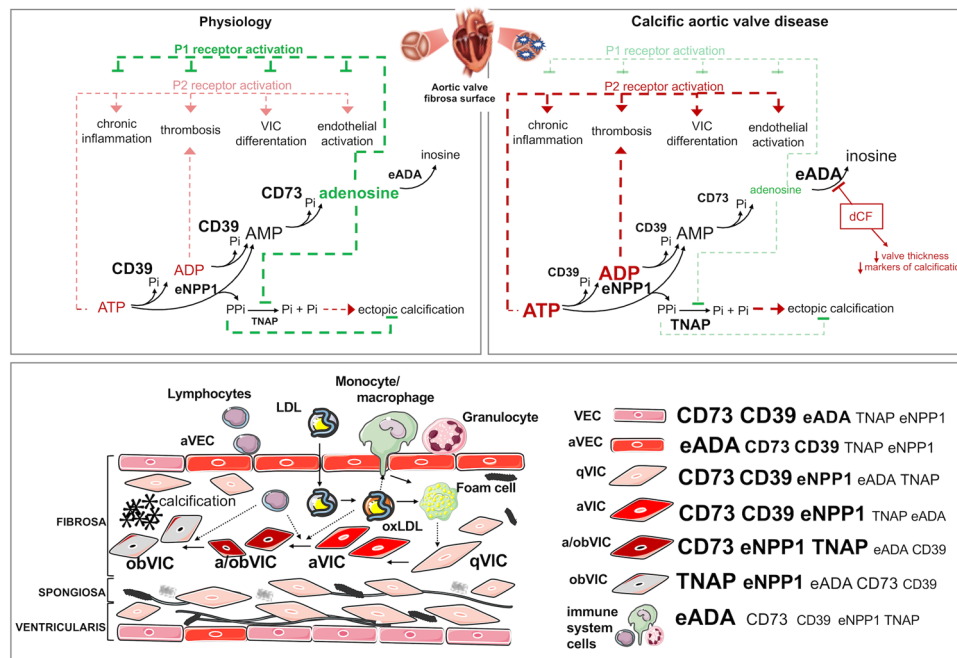 Physiology
P1 receptor activation
P2 receptor activation
chronic
inflammation
thrombosis
VIC
differentation
endothelial
activation
inosine
eADA
CD73
adenosine
Pi
CD39
AMP
Pi
CD39
ADP
Pi
eNPP1
ATP
PPi
TNAP
Pi + Pi
ectopic calcification
Aortic valve
fibrosa surface
Calcific aortic valve disease
P1 receptor activation
P2 receptor activation
chronic
inflammation
thrombosis
VIC
differentation
endothelial
activation
inosine
eADA
CD73
adenosine
Pi
dCF
CD39
AMP
Pi
valve thickness
markers of calcification
CD39
ADP
Pi
eNPP1
ATP
PPi
TNAP
Pi + Pi
ectopic calcification
Lymphocytes
LDL
Monocyte/
macrophage
Granulocyte
aVEC
calcification
Foam cell
FIBROSA
oxLDL
obVIC
a/obVIC
aVIC
qVIC
SPONGIOSA
VENTRICULARIS
VEC CD73 CD39 eADA TNAP eNPP1
aVEC eADA CD73 CD39 TNAP eNPP1
qVIC CD73 CD39 eNPP1 eADA TNAP
aVIC CD73 CD39 eNPP1 TNAP eADA
a/obVIC CD73 eNPP1 TNAP eADA CD39
obVIC TNAP eNPP1 eADA CD73 CD39
immune
system
cells
eADA CD73 CD39 eNPP1 TNAP